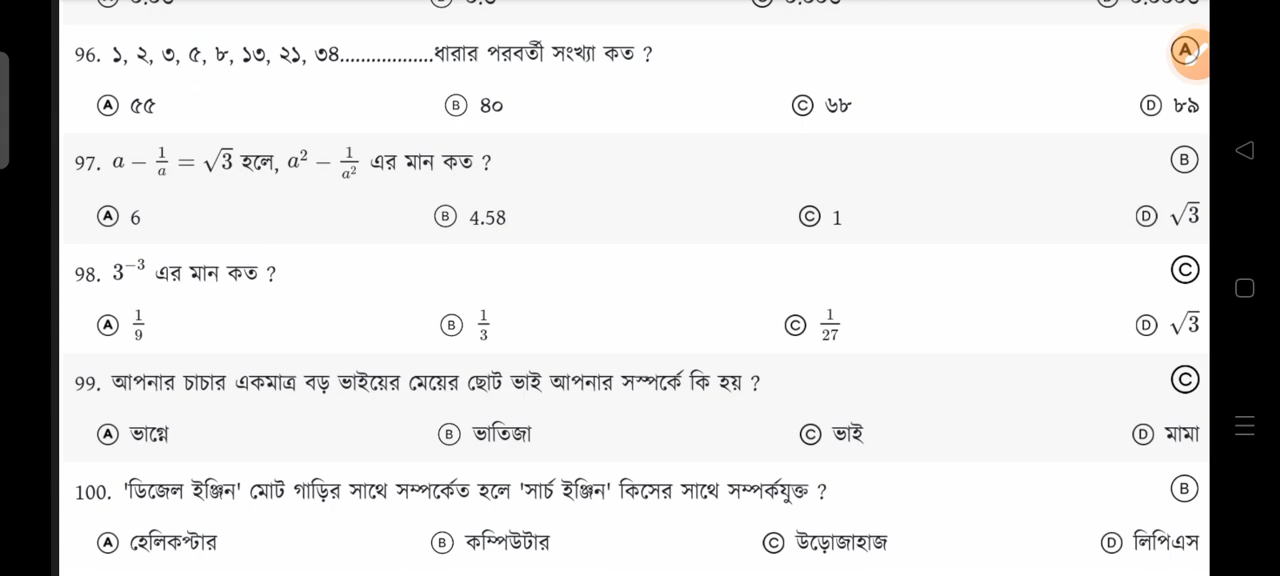 96. ১, ২, ৩, ৫, ৮, ১৩, ২১, ৩৪..................ধারার পরবর্তী সংখ্যা কত ? A
A ৫৫ B ৪০ C ৬৮ D ৮৯
97. a − 1/a = √3 হলে, a² − 1/a² এর মান কত ? B
A 6 B 4.58 C 1 D √3
98. 3⁻³ এর মান কত ? C
A 1/9 B 1/3 C 1/27 D √3
99. আপনার চাচার একমাত্র বড় ভাইয়ের মেয়ের ছোট ভাই আপনার সম্পর্কে কি হয় ? C
A ভাগ্নে B ভাতিজা C ভাই D মামা
100. 'ডিজেল ইঞ্জিন' মোট গাড়ির সাথে সম্পর্কেত হলে 'সার্চ ইঞ্জিন' কিসের সাথে সম্পর্কযুক্ত ? B
A হেলিকপ্টার B কম্পিউটার C উড়োজাহাজ D লিপিএস